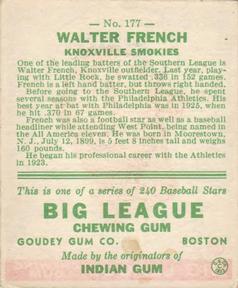 No. 177
WALTER FRENCH
KNOXVILLE SMOKIES
One of the leading batters of the Southern League is
Walter French, Knoxville outfielder. Last year, play-
ing with Little Rock, he swatted .336 in 152 games.
French is a left hand batter, but throws right handed.
Before going to the Southern League, he spent
several seasons with the Philadelphia Athletics. His
best year at bat with Philadelphia was in 1925, when
he hit .370 in 67 games.
French was also a football star as well as a baseball
headliner while attending West Point, being named in
the All America eleven. He was born in Moorestown,
N. J., July 12, 1899, is 5 feet 8 inches tall and weighs
160 pounds.
He began his professional career with the Athletics
in 1923.
This is one of a series of 240 Baseball Stars
BIG LEAGUE
CHEWING GUM
GOUDEY GUM CO. BOSTON
Made by the originators of
INDIAN GUM